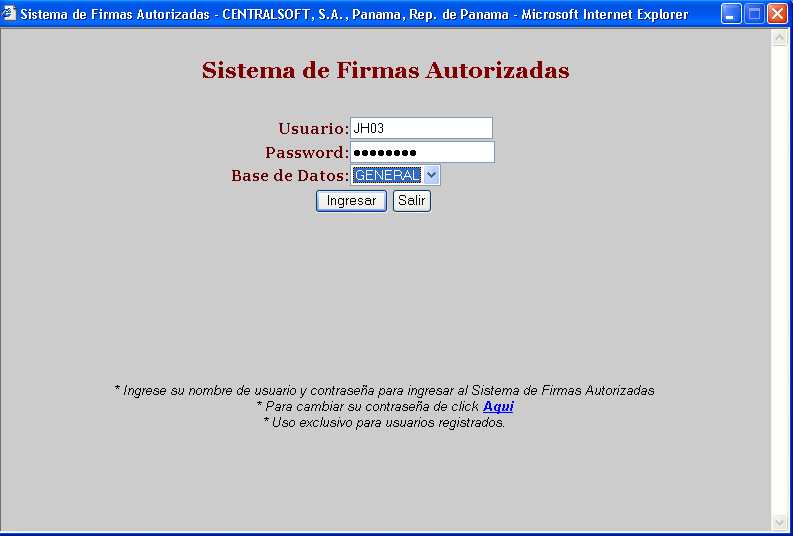 Sistema de Firmas Autorizadas - CENTRALSOFT, S.A., Panama, Rep. de Panama - Microsoft Internet Explorer
Sistema de Firmas Autorizadas
Usuario: JH03
Password: ●●●●●●●●
Base de Datos: GENERAL
Ingresar Salir
* Ingrese su nombre de usuario y contraseña para ingresar al Sistema de Firmas Autorizadas
* Para cambiar su contraseña de click Aqui
* Uso exclusivo para usuarios registrados.